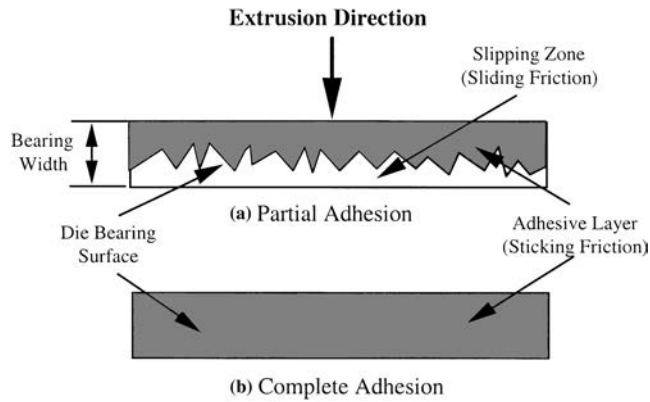 Extrusion Direction
Slipping Zone
(Sliding Friction)
Bearing
Width
(a) Partial Adhesion
Die Bearing
Surface
Adhesive Layer
(Sticking Friction)
(b) Complete Adhesion